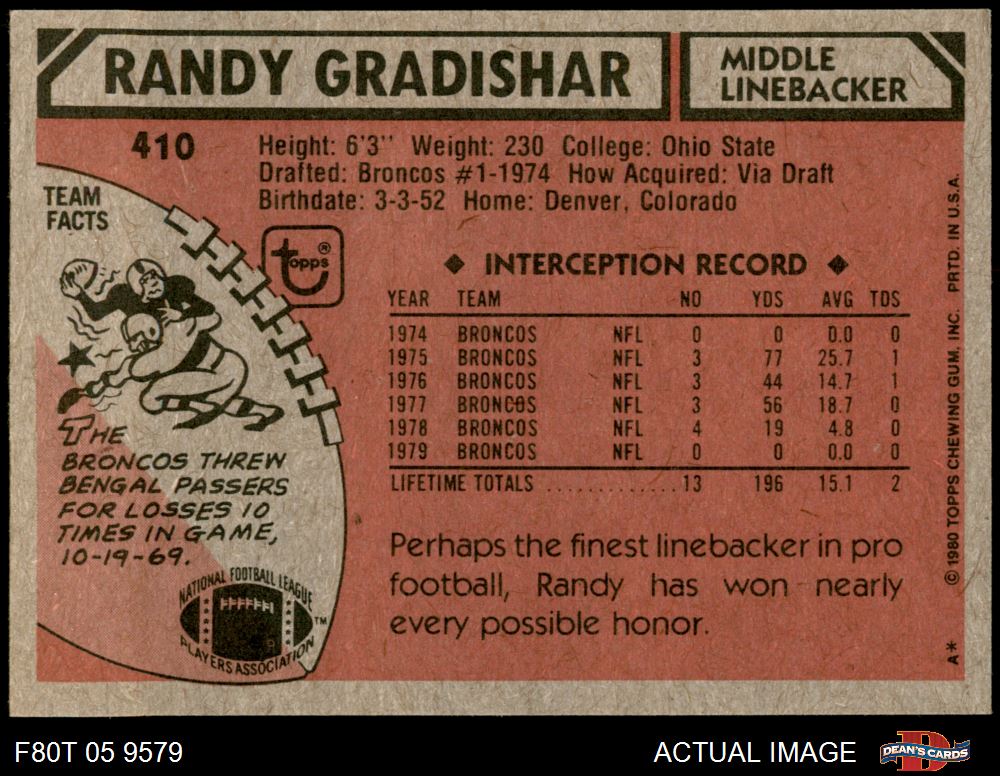 RANDY GRADISHAR
MIDDLE
LINEBACKER
410
Height: 6'3" Weight: 230 College: Ohio State
Drafted: Broncos #1-1974 How Acquired: Via Draft
Birthdate: 3-3-52 Home: Denver, Colorado
TEAM
FACTS
topps®
THE
BRONCOS THREW
BENGAL PASSERS
FOR LOSSES 10
TIMES IN GAME,
10-19-69.
NATIONAL FOOTBALL LEAGUE
PLAYERS ASSOCIATION
TM
◆ INTERCEPTION RECORD ◆
YEAR TEAM NO YDS AVG TDS
1974 BRONCOS NFL 0 0 0.0 0
1975 BRONCOS NFL 3 77 25.7 1
1976 BRONCOS NFL 3 44 14.7 1
1977 BRONCOS NFL 3 56 18.7 0
1978 BRONCOS NFL 4 19 4.8 0
1979 BRONCOS NFL 0 0 0.0 0
LIFETIME TOTALS ............. 13 196 15.1 2
Perhaps the finest linebacker in pro
football, Randy has won nearly
every possible honor.
A* © 1980 TOPPS CHEWING GUM, INC. PRTD. IN U.S.A.
F80T 05 9579
ACTUAL IMAGE
DEAN'S CARDS